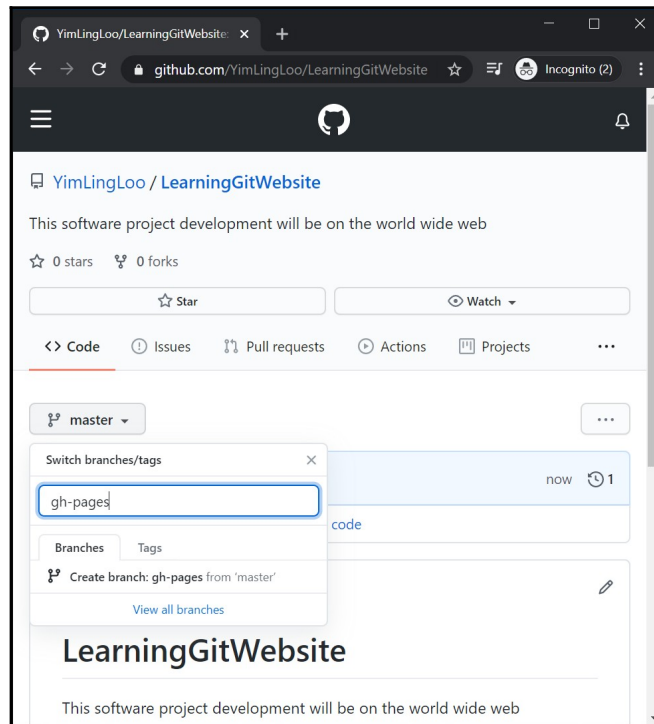 YimLingLoo/LearningGitWebsite:
github.com/YimLingLoo/LearningGitWebsite Incognito (2)
YimLingLoo / LearningGitWebsite
This software project development will be on the world wide web
0 stars 0 forks
Star Watch
Code Issues Pull requests Actions Projects ...
master ...
Switch branches/tags
now 1
gh-pages
code
Branches Tags
Create branch: gh-pages from 'master'
View all branches
LearningGitWebsite
This software project development will be on the world wide web